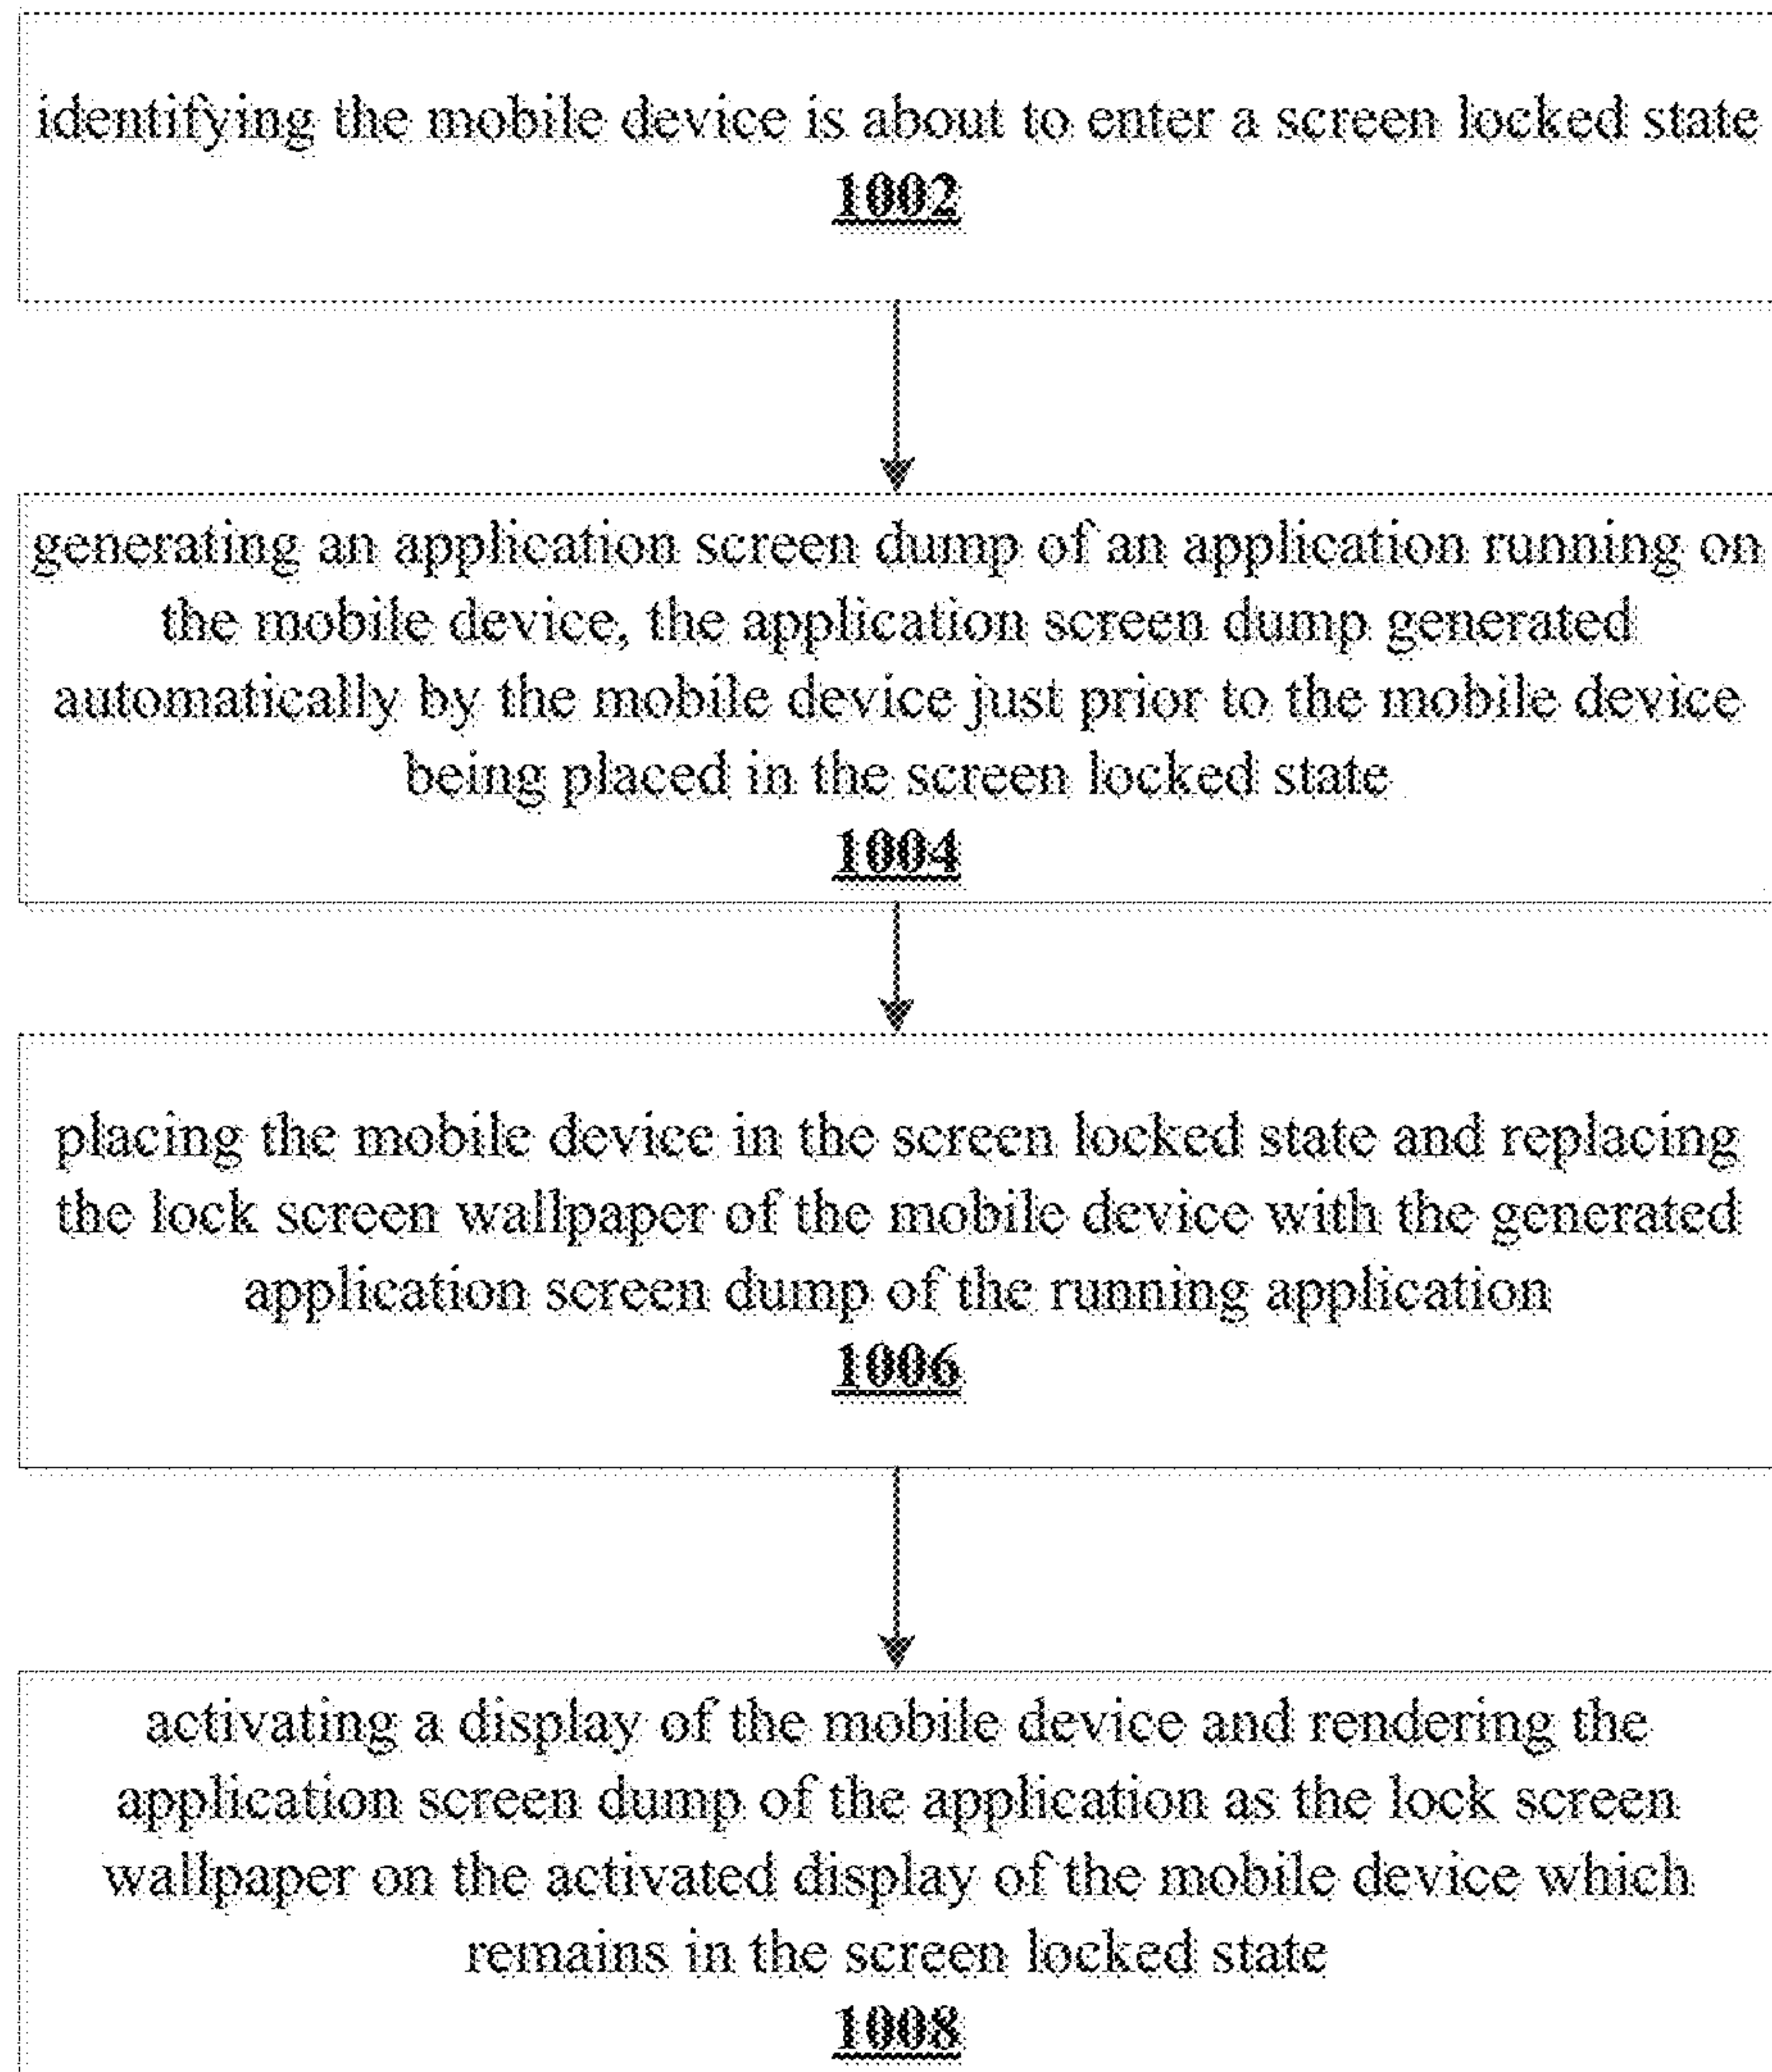 identifying the mobile device is about to enter a screen locked state
1002
generating an application screen dump of an application running on
the mobile device, the application screen dump generated
automatically by the mobile device just prior to the mobile device
being placed in the screen locked state
1004
placing the mobile device in the screen locked state and replacing
the lock screen wallpaper of the mobile device with the generated
application screen dump of the running application
1006
activating a display of the mobile device and rendering the
application screen dump of the application as the lock screen
wallpaper on the activated display of the mobile device which
remains in the screen locked state
1008